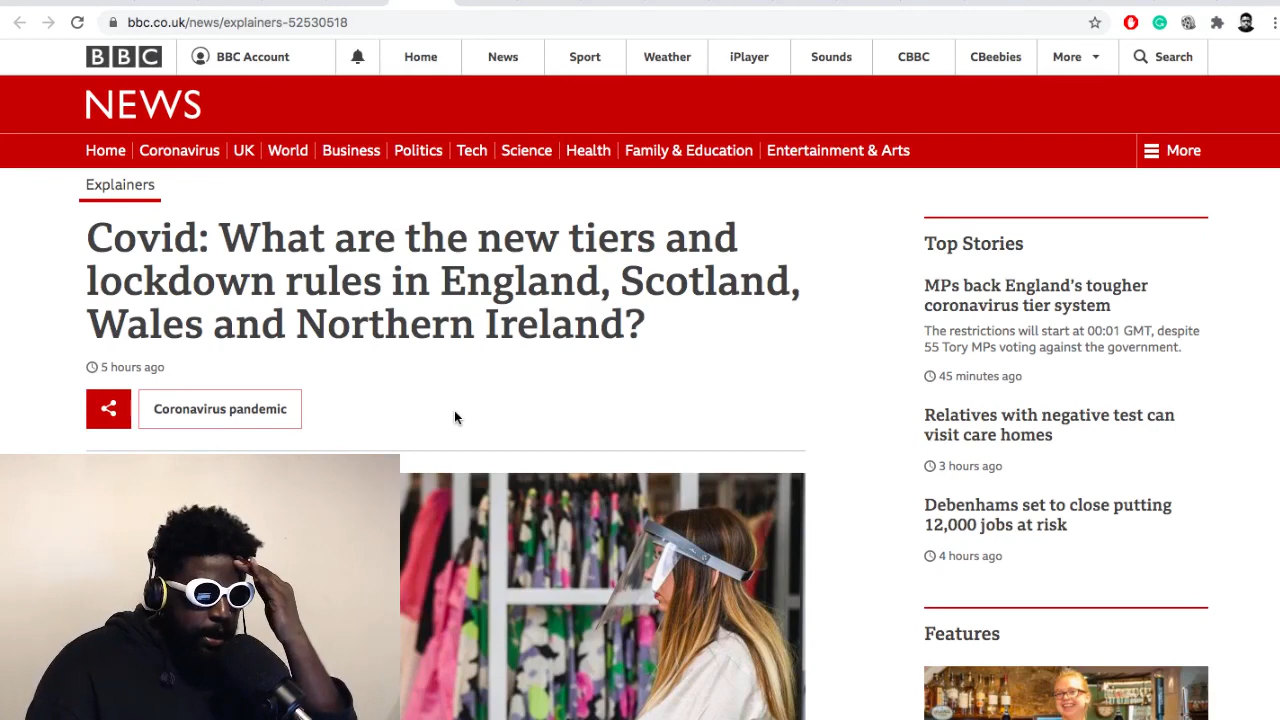 bbc.co.uk/news/explainers-52530518
BBC
BBC Account
Home
News
Sport
Weather
iPlayer
Sounds
CBBC
CBeebies
More
Search
NEWS
Home
Coronavirus
UK
World
Business
Politics
Tech
Science
Health
Family & Education
Entertainment & Arts
More
Explainers
Covid: What are the new tiers and
lockdown rules in England, Scotland,
Wales and Northern Ireland?
5 hours ago
Coronavirus pandemic
Top Stories
MPs back England's tougher
coronavirus tier system
The restrictions will start at 00:01 GMT, despite
55 Tory MPs voting against the government.
45 minutes ago
Relatives with negative test can
visit care homes
3 hours ago
Debenhams set to close putting
12,000 jobs at risk
4 hours ago
Features